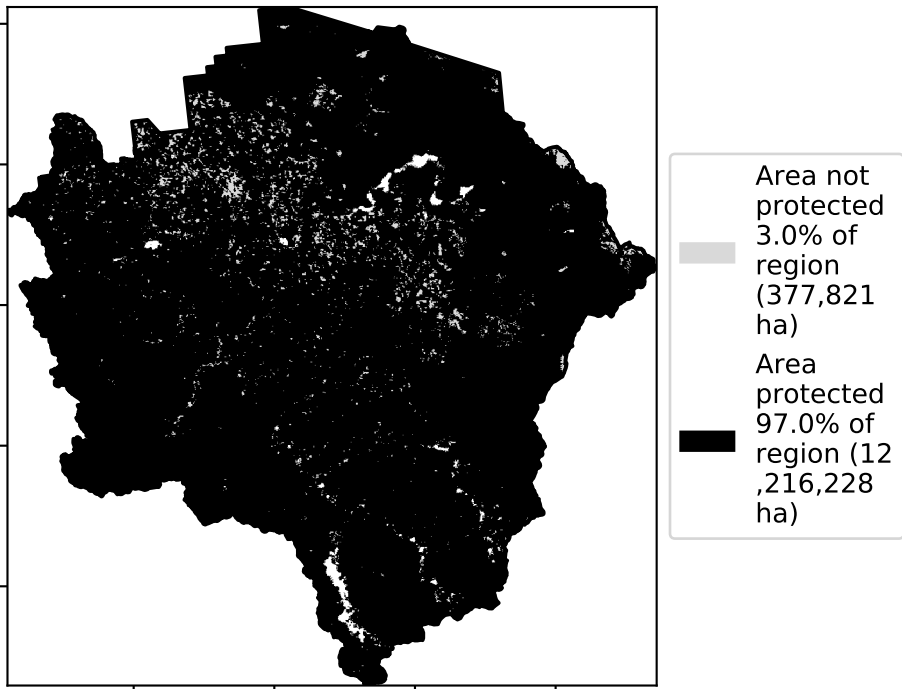 Area not
protected
3.0% of
region
(377,821
ha)
Area
protected
97.0% of
region (12
,216,228
ha)